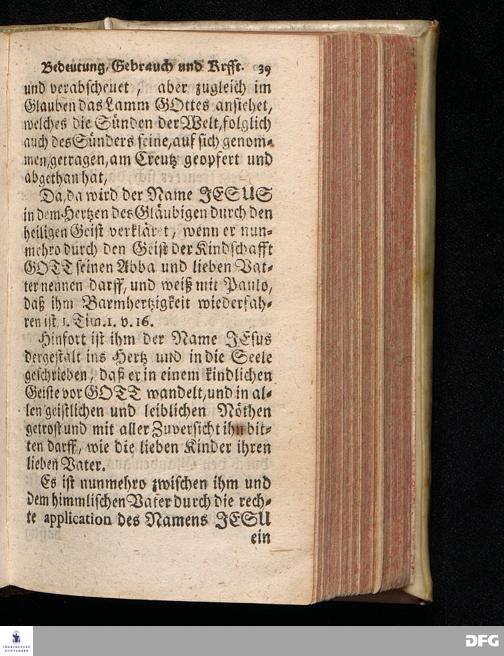 Bedeutung, Gebrauch und Krfft. 39
und verabscheuet, aber zugleich im
Glauben das Lamm GOttes ansiehet,
welches die Sünden der Welt, folglich
auch des Sünders seine, auf sich genom-
men, getragen, am Creutz geopfert und
abgethan hat,
Da, da wird der Name JESUS
in dem Hertzen des Gläubigen durch den
heiligen Geist verkläret, wenn er nun-
mehro durch den Geist der Kindschafft
GOTT seinen Abba und lieben Vat-
ter nennen darff, und weiß mit Paulo,
daß ihm Barmhertzigkeit wiederfah-
ren ist, 1. Tim. 1. v. 16.
Hinfort ist ihm der Name JEsus
dergestalt ins Hertz und in die Seele
geschrieben, daß er in einem kindlichen
Geiste vor GOTT wandelt, und in al-
len geistlichen und leiblichen Nöthen
getrost und mit aller Zuversicht ihn bit-
ten darff, wie die lieben Kinder ihren
lieben Vater.
Es ist nunmehro zwischen ihm und
dem himmlischen Vater durch die rech-
te application des Namens JESU
ein
FRANCKESCHE
STIFTUNGEN
DFG